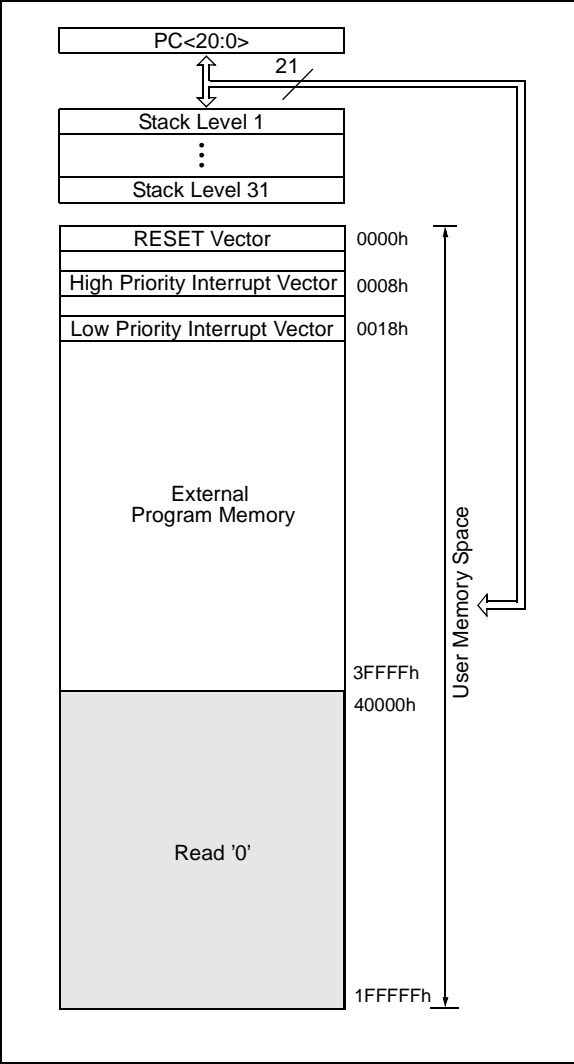 PC<20:0>
21
Stack Level 1
⋮
Stack Level 31
RESET Vector
0000h
High Priority Interrupt Vector
0008h
Low Priority Interrupt Vector
0018h
External
Program Memory
User Memory Space
3FFFFh
40000h
Read ’0’
1FFFFFh